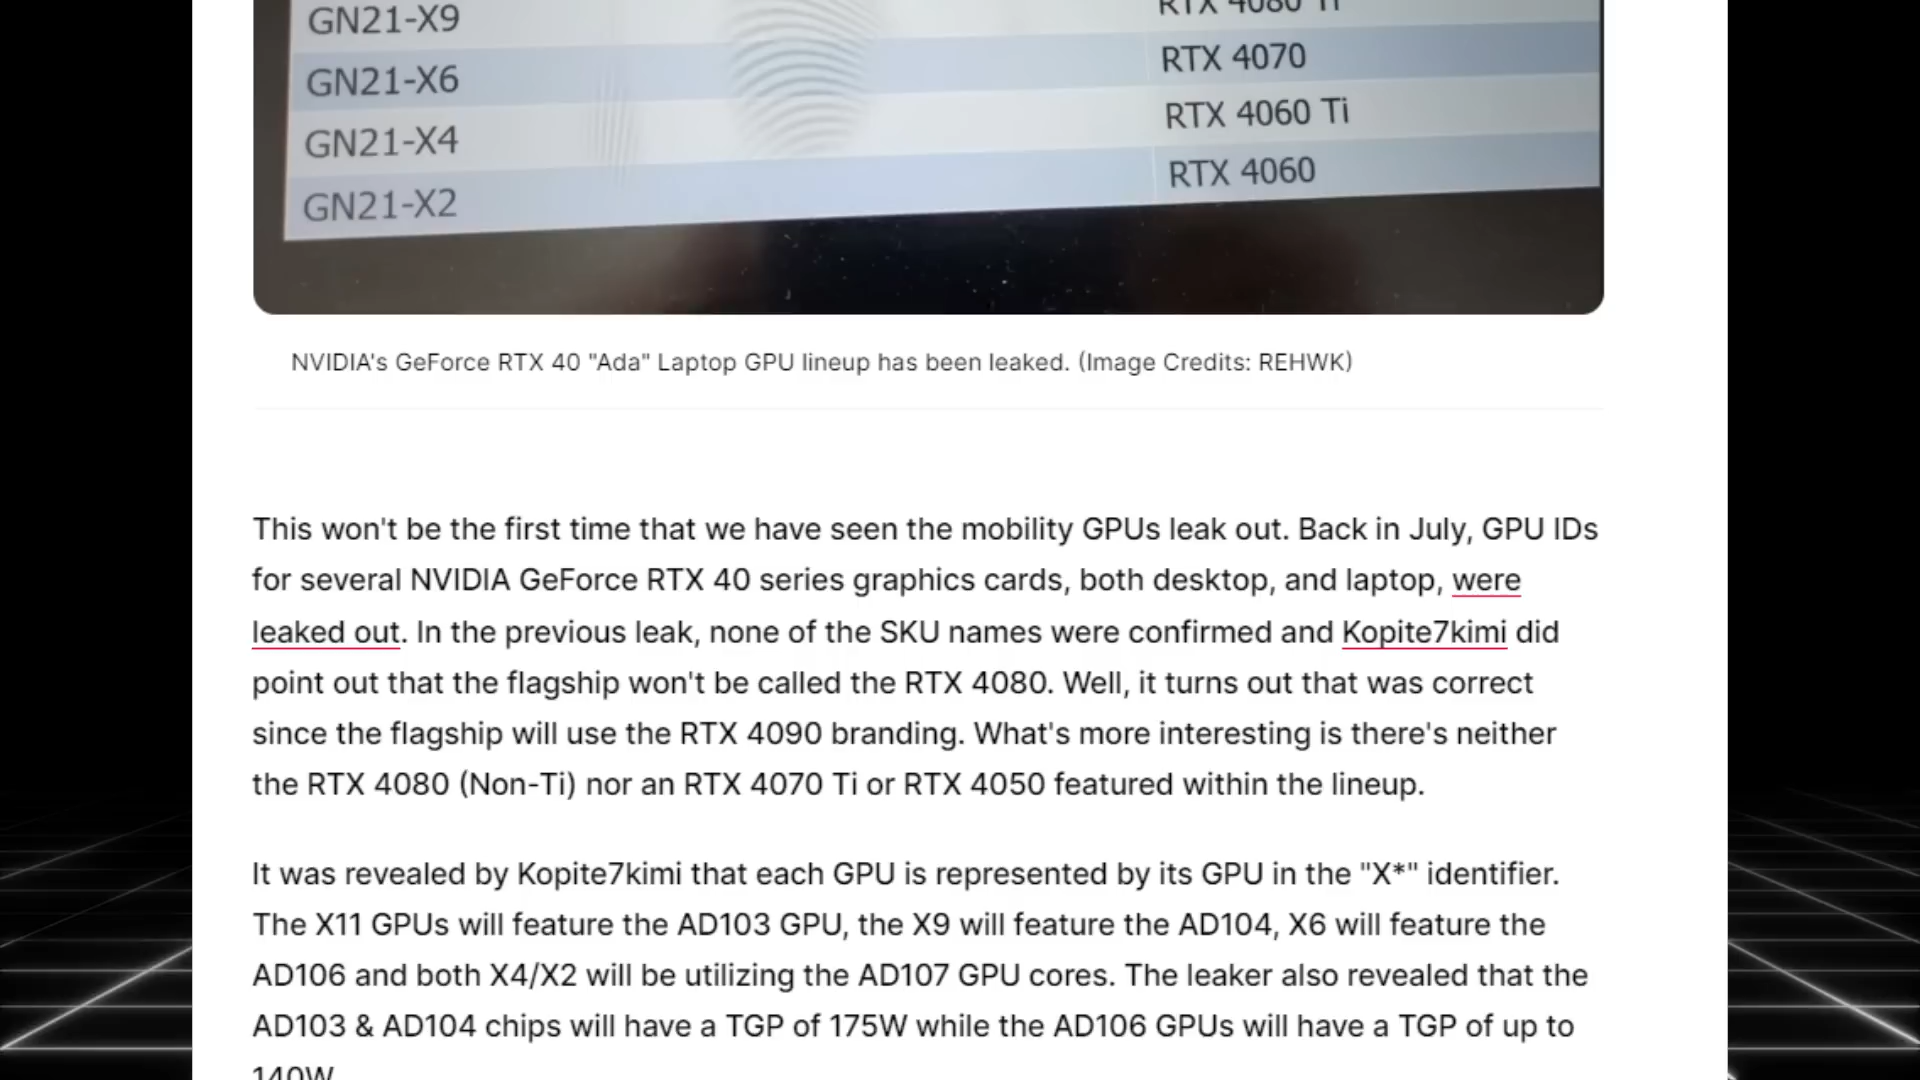 GN21-X9 RTX 4080 Ti
GN21-X6 RTX 4070
GN21-X4 RTX 4060 Ti
GN21-X2 RTX 4060
NVIDIA's GeForce RTX 40 "Ada" Laptop GPU lineup has been leaked. (Image Credits: REHWK)
This won't be the first time that we have seen the mobility GPUs leak out. Back in July, GPU IDs
for several NVIDIA GeForce RTX 40 series graphics cards, both desktop, and laptop, were
leaked out. In the previous leak, none of the SKU names were confirmed and Kopite7kimi did
point out that the flagship won't be called the RTX 4080. Well, it turns out that was correct
since the flagship will use the RTX 4090 branding. What's more interesting is there's neither
the RTX 4080 (Non-Ti) nor an RTX 4070 Ti or RTX 4050 featured within the lineup.
It was revealed by Kopite7kimi that each GPU is represented by its GPU in the "X*" identifier.
The X11 GPUs will feature the AD103 GPU, the X9 will feature the AD104, X6 will feature the
AD106 and both X4/X2 will be utilizing the AD107 GPU cores. The leaker also revealed that the
AD103 & AD104 chips will have a TGP of 175W while the AD106 GPUs will have a TGP of up to
140W